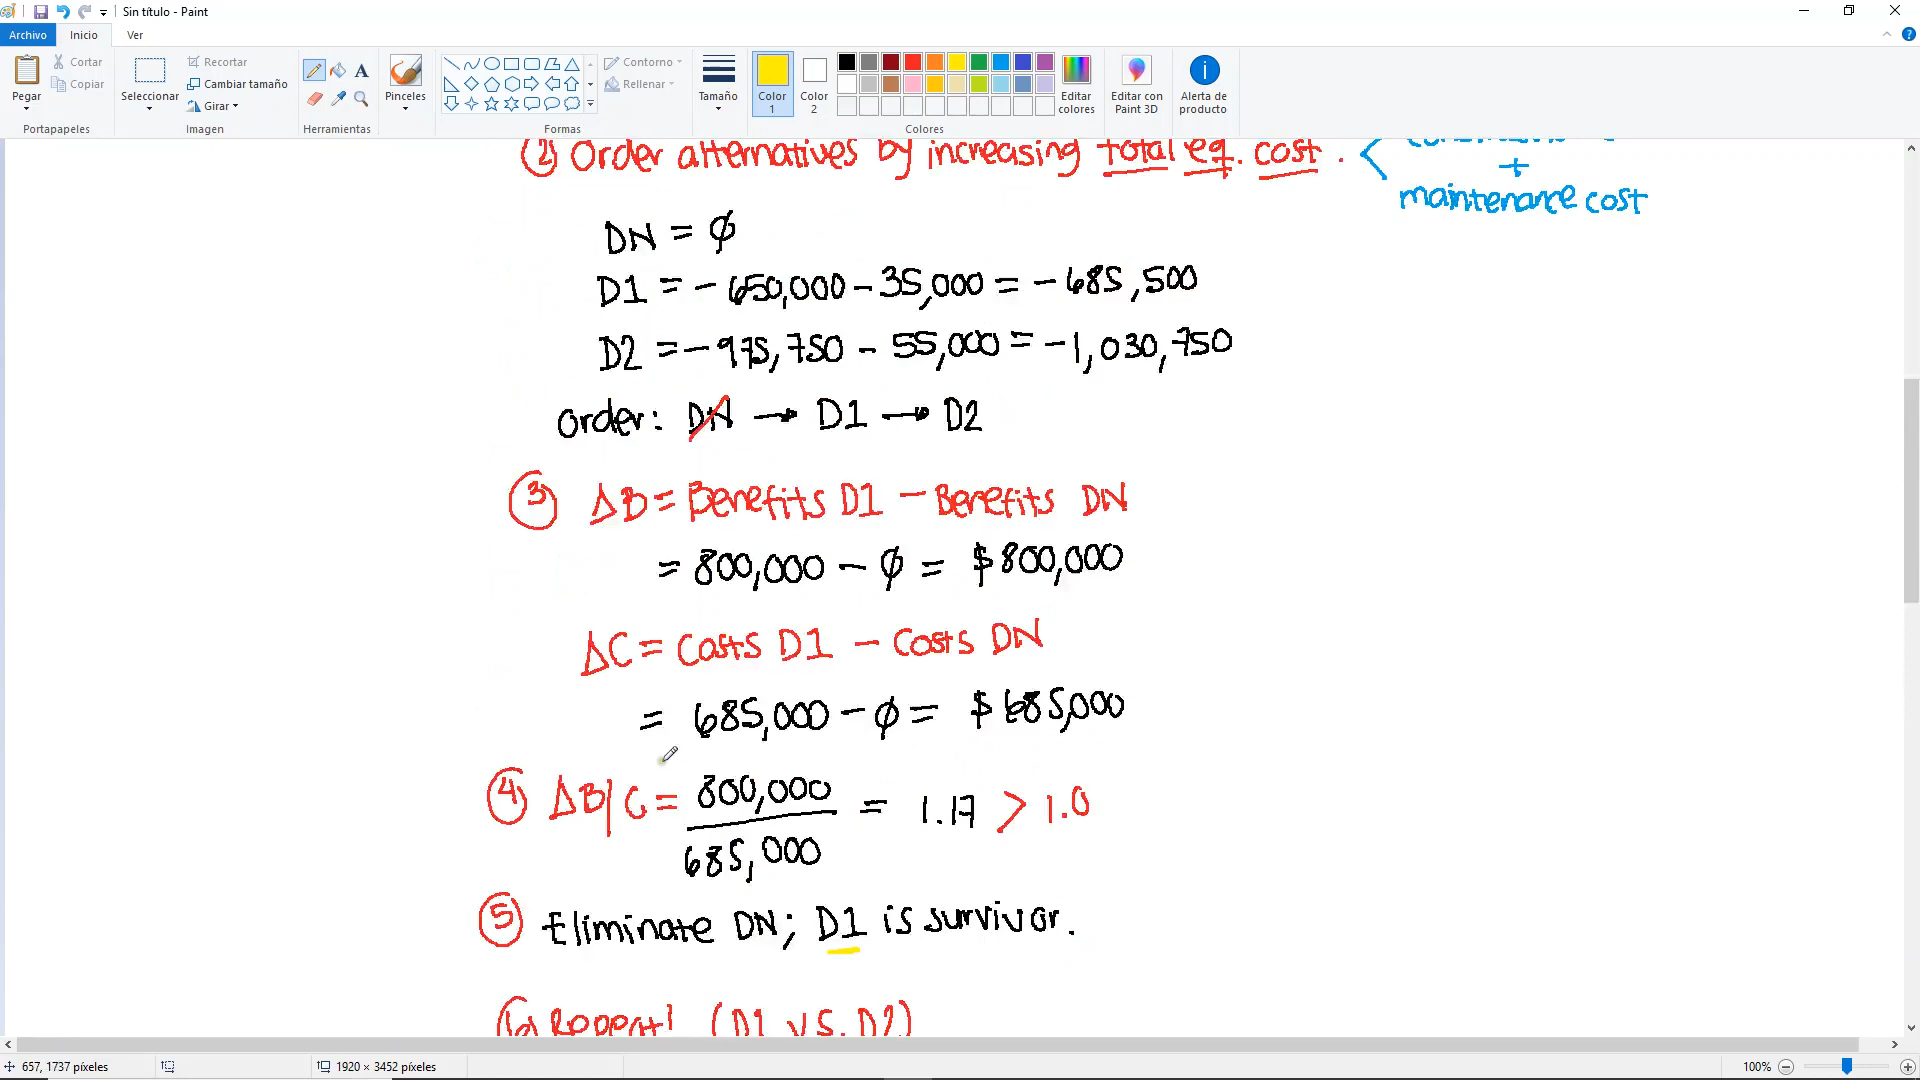 Sin título - Paint
Archivo Inicio Ver
Pegar
Cortar
Copiar
Portapapeles
Seleccionar
Recortar
Cambiar tamaño
Girar
Imagen
A
Herramientas
Pinceles
Contorno
Rellenar
Formas
Tamaño
Color 1
Color 2
Editar colores
Colores
Editar con Paint 3D
Alerta de producto
2 Order alternatives by increasing total eq. cost.
+
maintenance cost
DN = ∅
D1 = - 650,000 - 35,000 = - 685,500
D2 = - 975,750 - 55,000 = - 1,030,750
Order: DN → D1 → D2
3 ΔB = Benefits D1 - Benefits DN
= 800,000 - ∅ = $800,000
ΔC = Costs D1 - Costs DN
= 685,000 - ∅ = $685,000
4 ΔB/C = 800,000 / 685,000 = 1.17 > 1.0
5 Eliminate DN; D1 is survivor.
6 Repeat! (D1 vs. D2)
657, 1737 píxeles
1920 × 3452 píxeles
100%